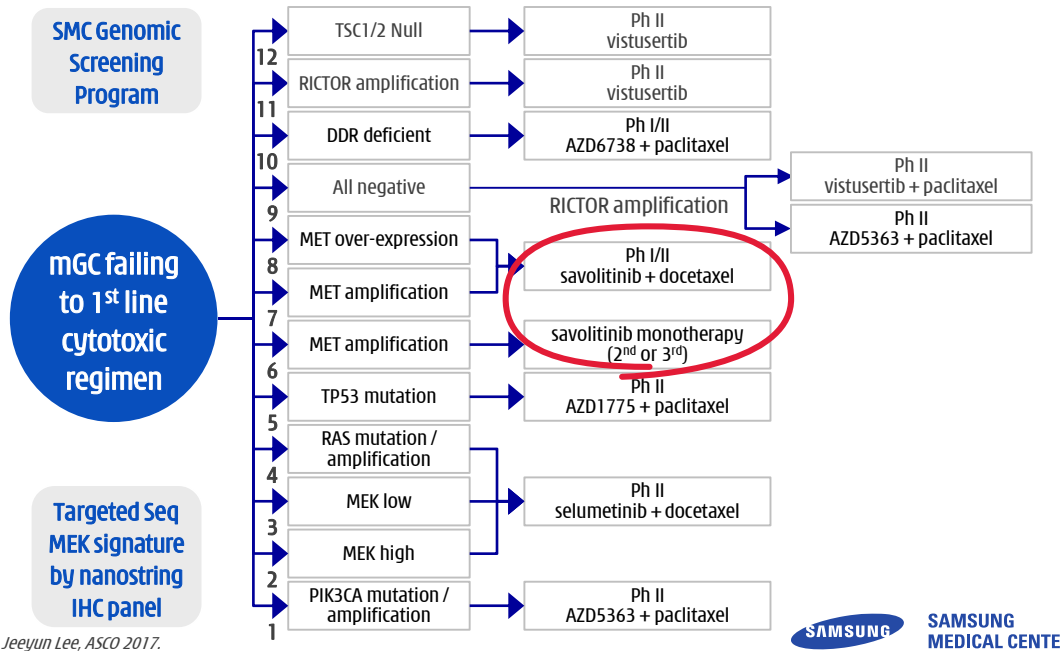 SMC Genomic
Screening
Program
mGC failing
to 1st line
cytotoxic
regimen
Targeted Seq
MEK signature
by nanostring
IHC panel
TSC1/2 Null
Ph II
vistusertib
12
RICTOR amplification
Ph II
vistusertib
11
DDR deficient
Ph I/II
AZD6738 + paclitaxel
10
All negative
RICTOR amplification
Ph II
vistusertib + paclitaxel
Ph II
AZD5363 + paclitaxel
9
MET over-expression
8
MET amplification
Ph I/II
savolitinib + docetaxel
7
MET amplification
savolitinib monotherapy
(2nd or 3rd)
6
TP53 mutation
Ph II
AZD1775 + paclitaxel
5
RAS mutation /
amplification
4
MEK low
3
MEK high
Ph II
selumetinib + docetaxel
2
PIK3CA mutation /
amplification
Ph II
AZD5363 + paclitaxel
1
Jeeyun Lee, ASCO 2017.
SAMSUNG
SAMSUNG
MEDICAL CENTE